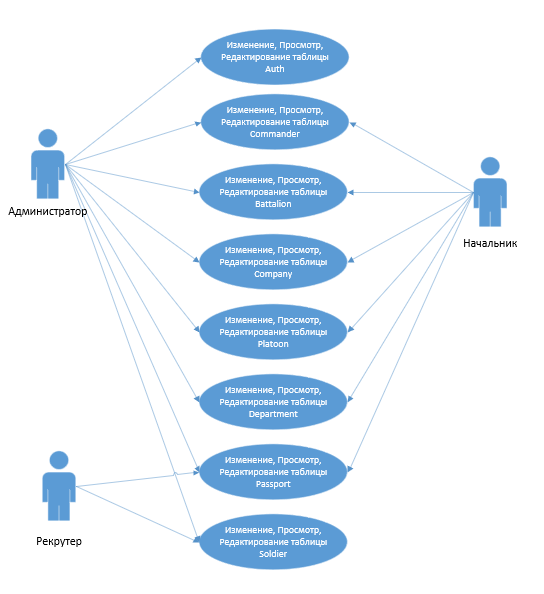 Изменение, Просмотр,
Редактирование таблицы
Auth
Изменение, Просмотр,
Редактирование таблицы
Commander
Администратор
Изменение, Просмотр,
Редактирование таблицы
Battalion
Начальник
Изменение, Просмотр,
Редактирование таблицы
Company
Изменение, Просмотр,
Редактирование таблицы
Platoon
Изменение, Просмотр,
Редактирование таблицы
Department
Изменение, Просмотр,
Редактирование таблицы
Passport
Рекрутер
Изменение, Просмотр,
Редактирование таблицы
Soldier